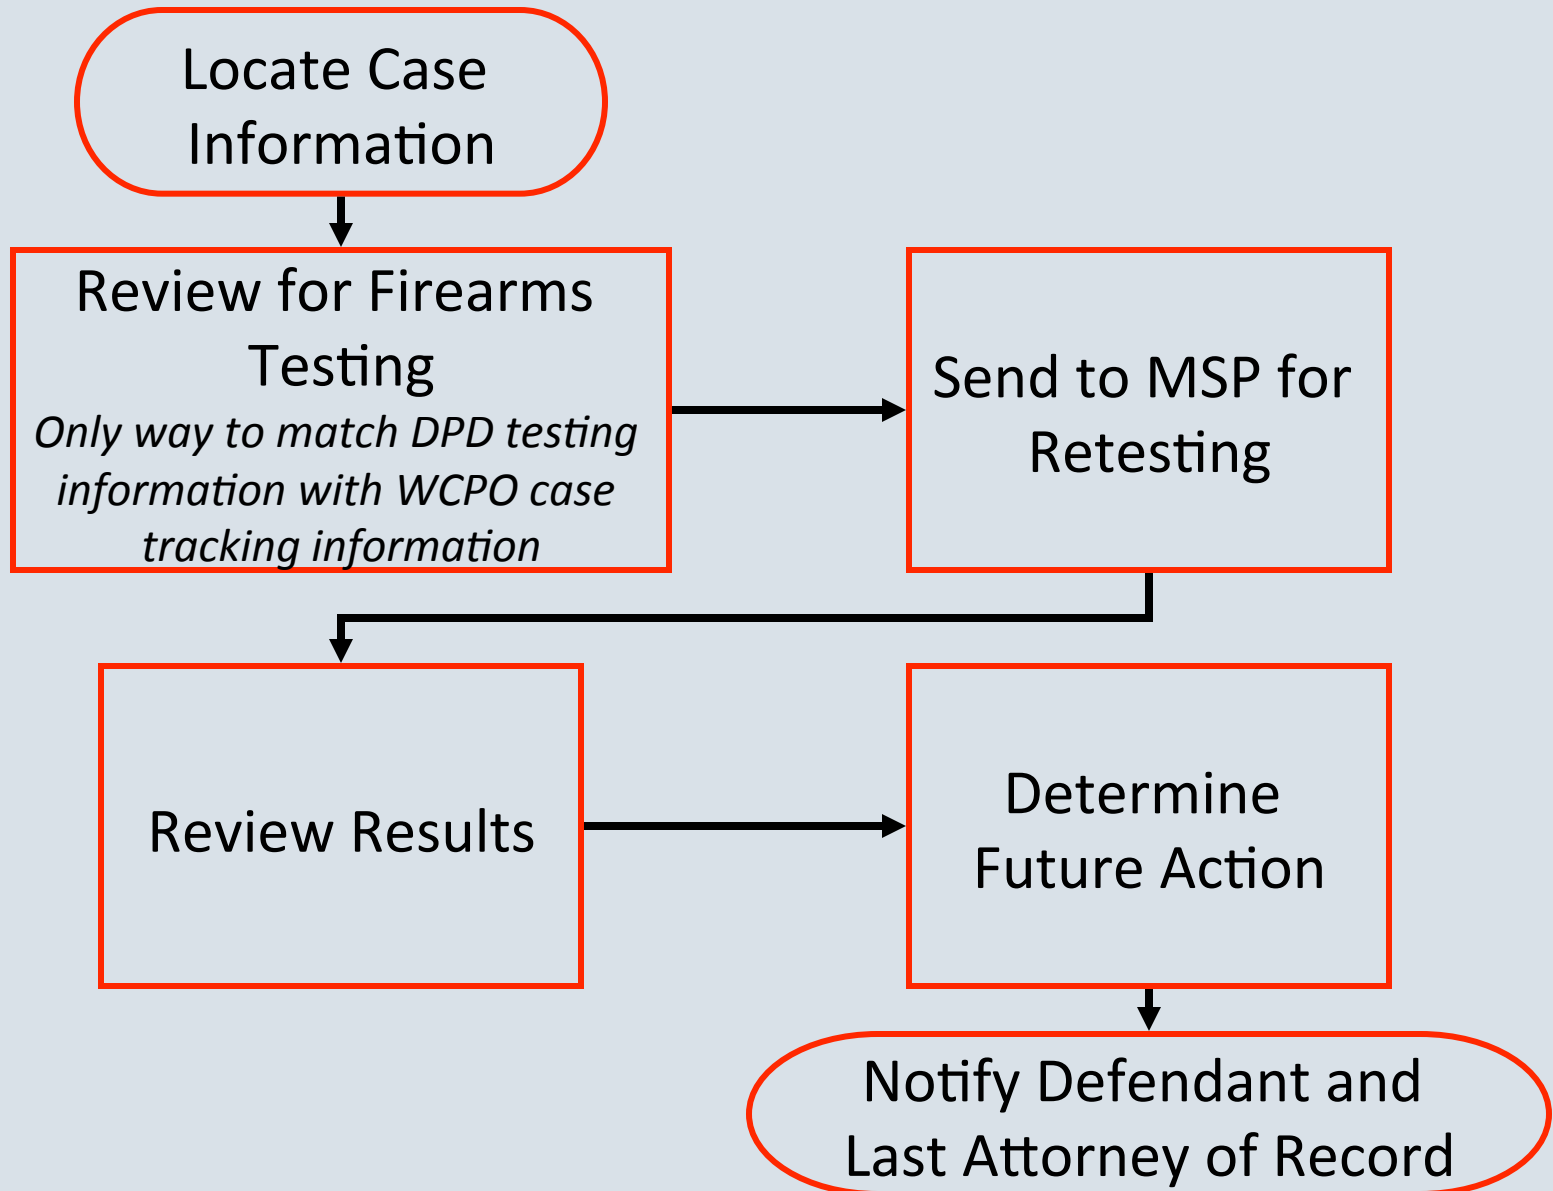 Locate Case
Information
Review for Firearms
Testing
Only way to match DPD testing
information with WCPO case
tracking information
Send to MSP for
Retesting
Review Results
Determine
Future Action
Notify Defendant and
Last Attorney of Record